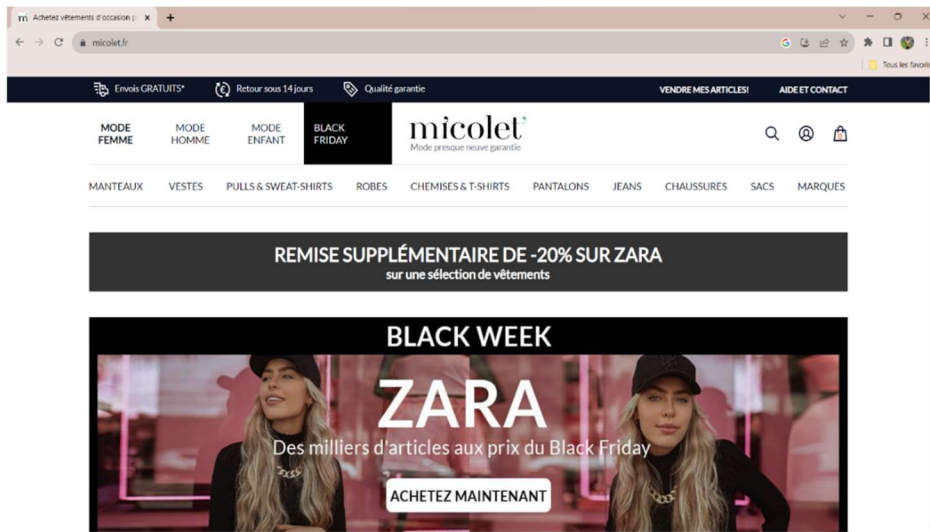 Achetez vêtements d'occasion p
micolet.fr
Tous les favoris
Envois GRATUITS*
Retour sous 14 jours
Qualité garantie
VENDRE MES ARTICLES!
AIDE ET CONTACT
MODE FEMME
MODE HOMME
MODE ENFANT
BLACK FRIDAY
micolet
Mode presque neuve garantie
0
MANTEAUX
VESTES
PULLS & SWEAT-SHIRTS
ROBES
CHEMISES & T-SHIRTS
PANTALONS
JEANS
CHAUSSURES
SACS
MARQUES
REMISE SUPPLÉMENTAIRE DE -20% SUR ZARA
sur une sélection de vêtements
BLACK WEEK
ZARA
Des milliers d'articles aux prix du Black Friday
ACHETEZ MAINTENANT